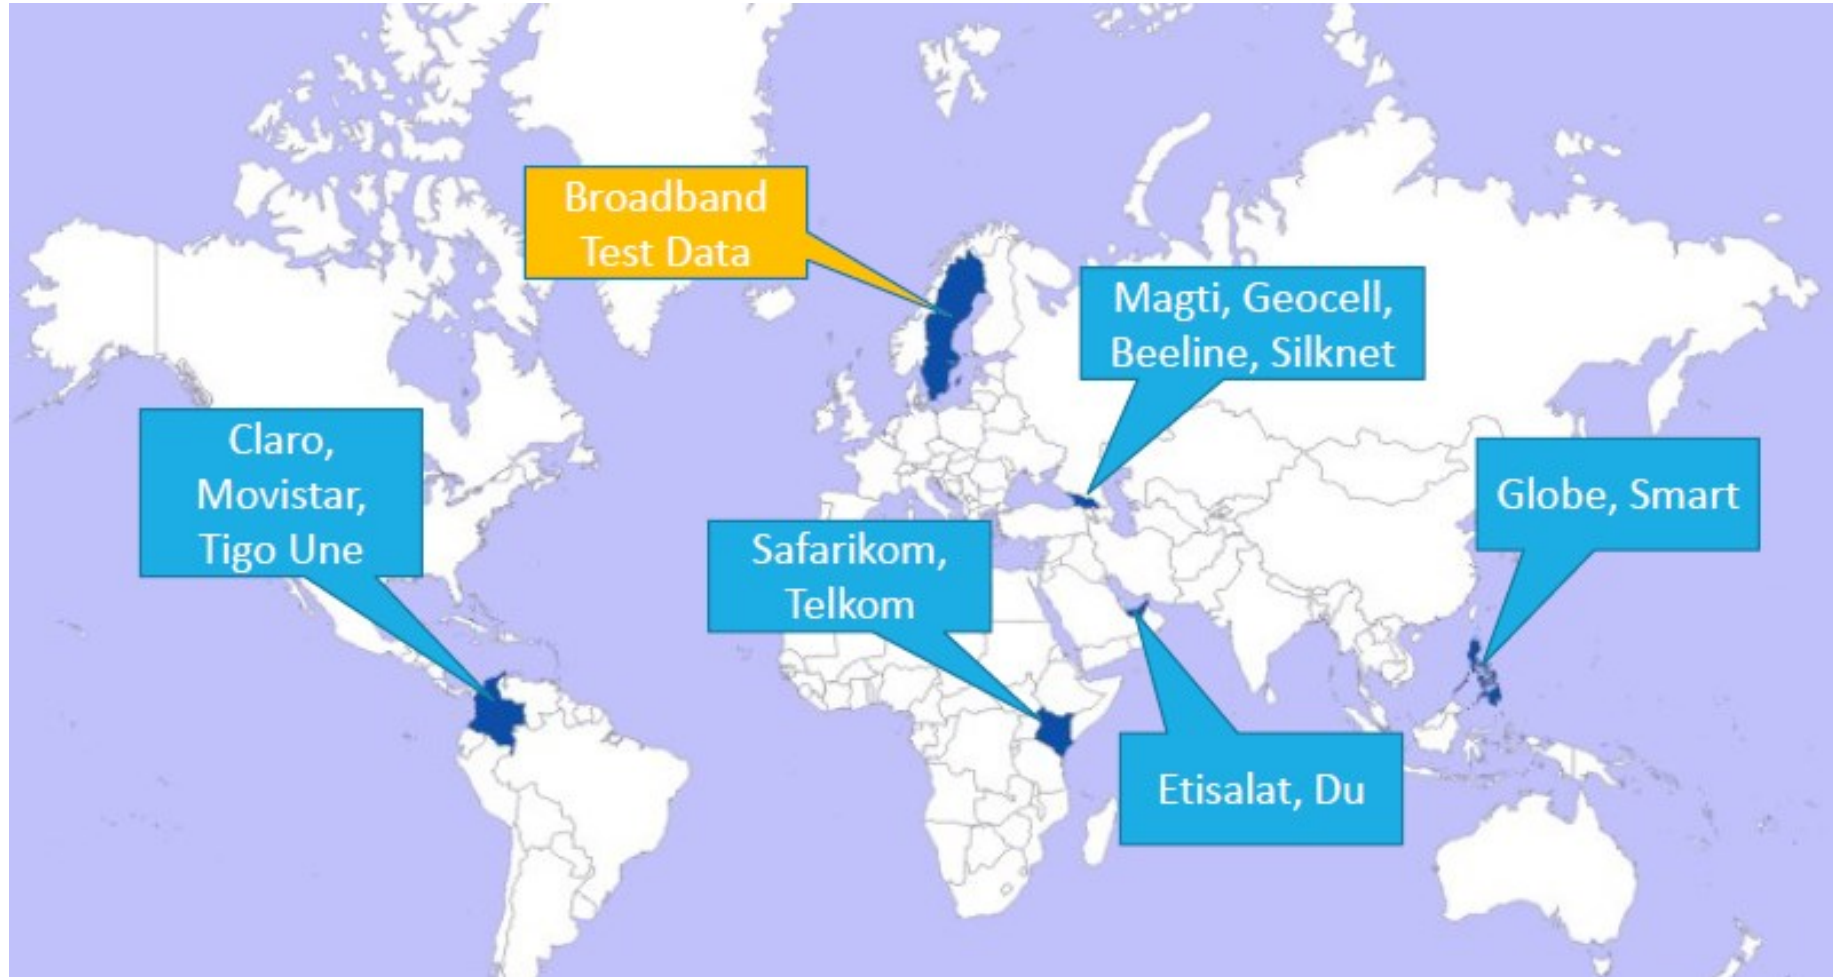 Broadband
Test Data
Magti, Geocell,
Beeline, Silknet
Claro,
Movistar,
Tigo Une
Globe, Smart
Safarikom,
Telkom
Etisalat, Du